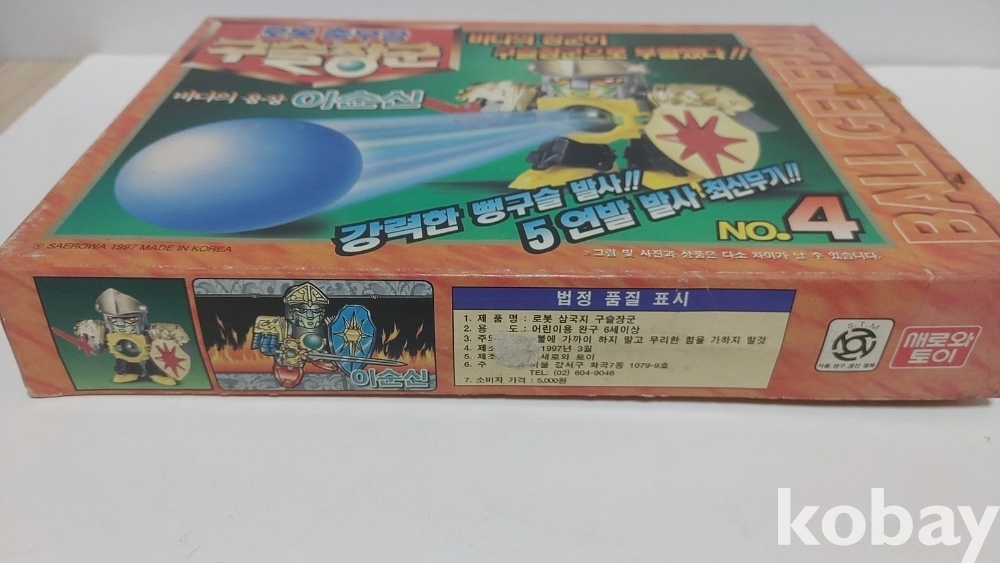 로봇 충무공
구슬장군
바다의 장군이
구슬장군으로 부활했다!!
바다의 용장 이순신
강력한 뺑구슬 발사!!
5 연발 발사 최신무기!!
NO.4
BALL GENERAL
© SAEROWA 1997 MADE IN KOREA
그림 및 사진과 상품은 다소 차이가 날 수 있습니다.
이순신
법정 품질 표시
1. 제 품 명 : 로봇 삼국지 구슬장군
2. 용 도 : 어린이용 완구 6세이상
3. 주의 불에 가까이 하지 말고 무리한 힘을 가하지 말것
4. 제조 1997년 3월
5. 제조 새로와 토이
6. 주 서울 강서구 화곡7동 1079-9호
TEL: (02) 604-9046
7. 소비자 가격 : 5,000원
S.T.M
새로와
토이
kobay